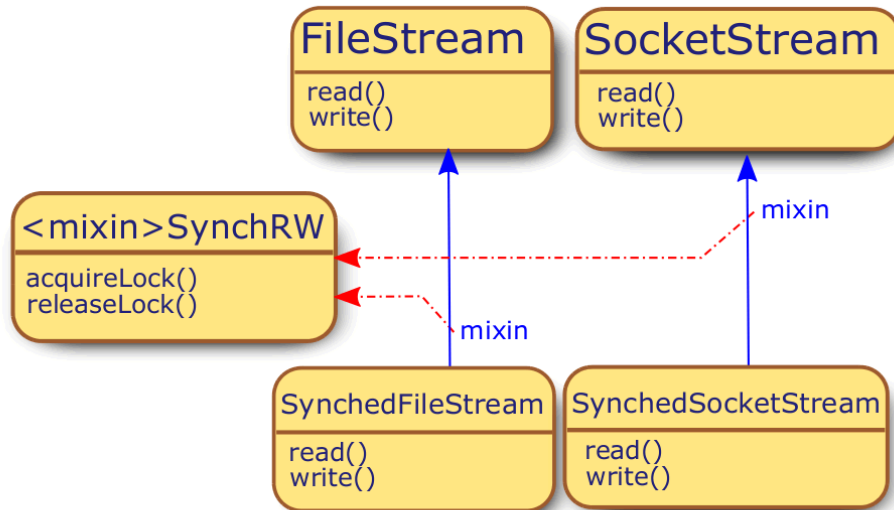 FileStream
read()
write()
SocketStream
read()
write()
<mixin>SynchRW
acquireLock()
releaseLock()
mixin
mixin
SynchedFileStream
read()
write()
SynchedSocketStream
read()
write()